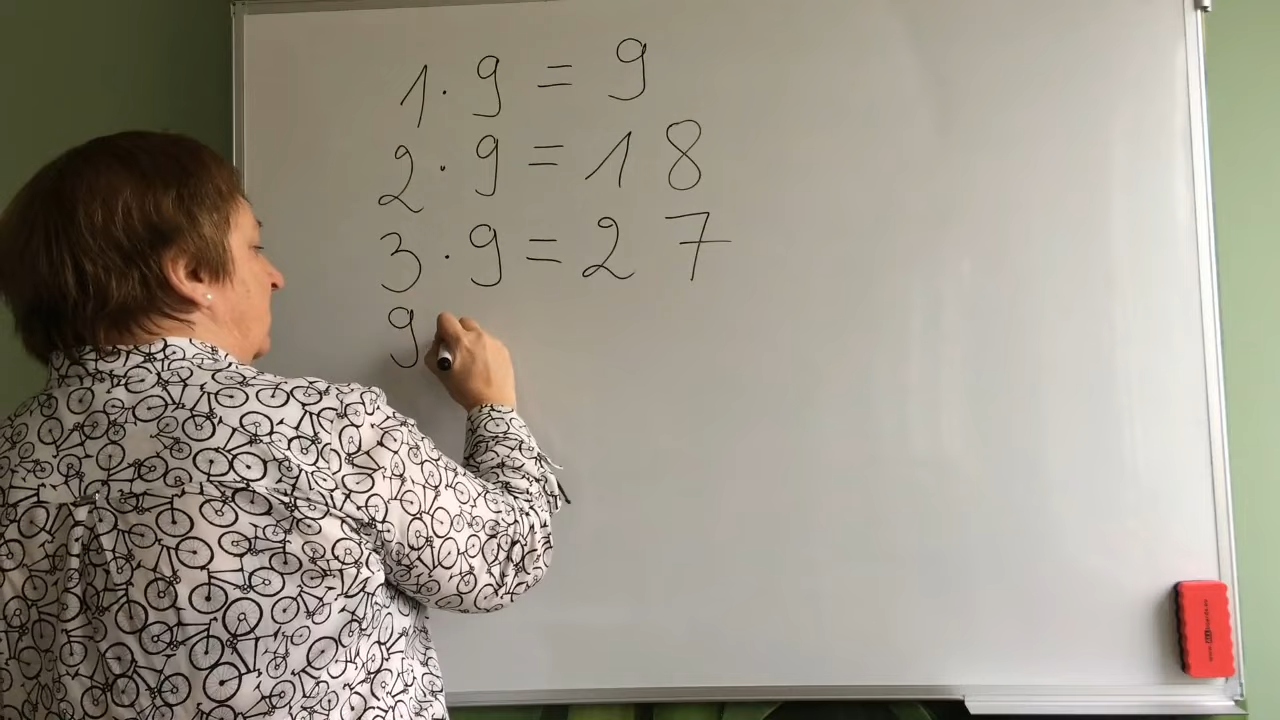 1 · 9 = 9
2 · 9 = 18
3 · 9 = 27
9